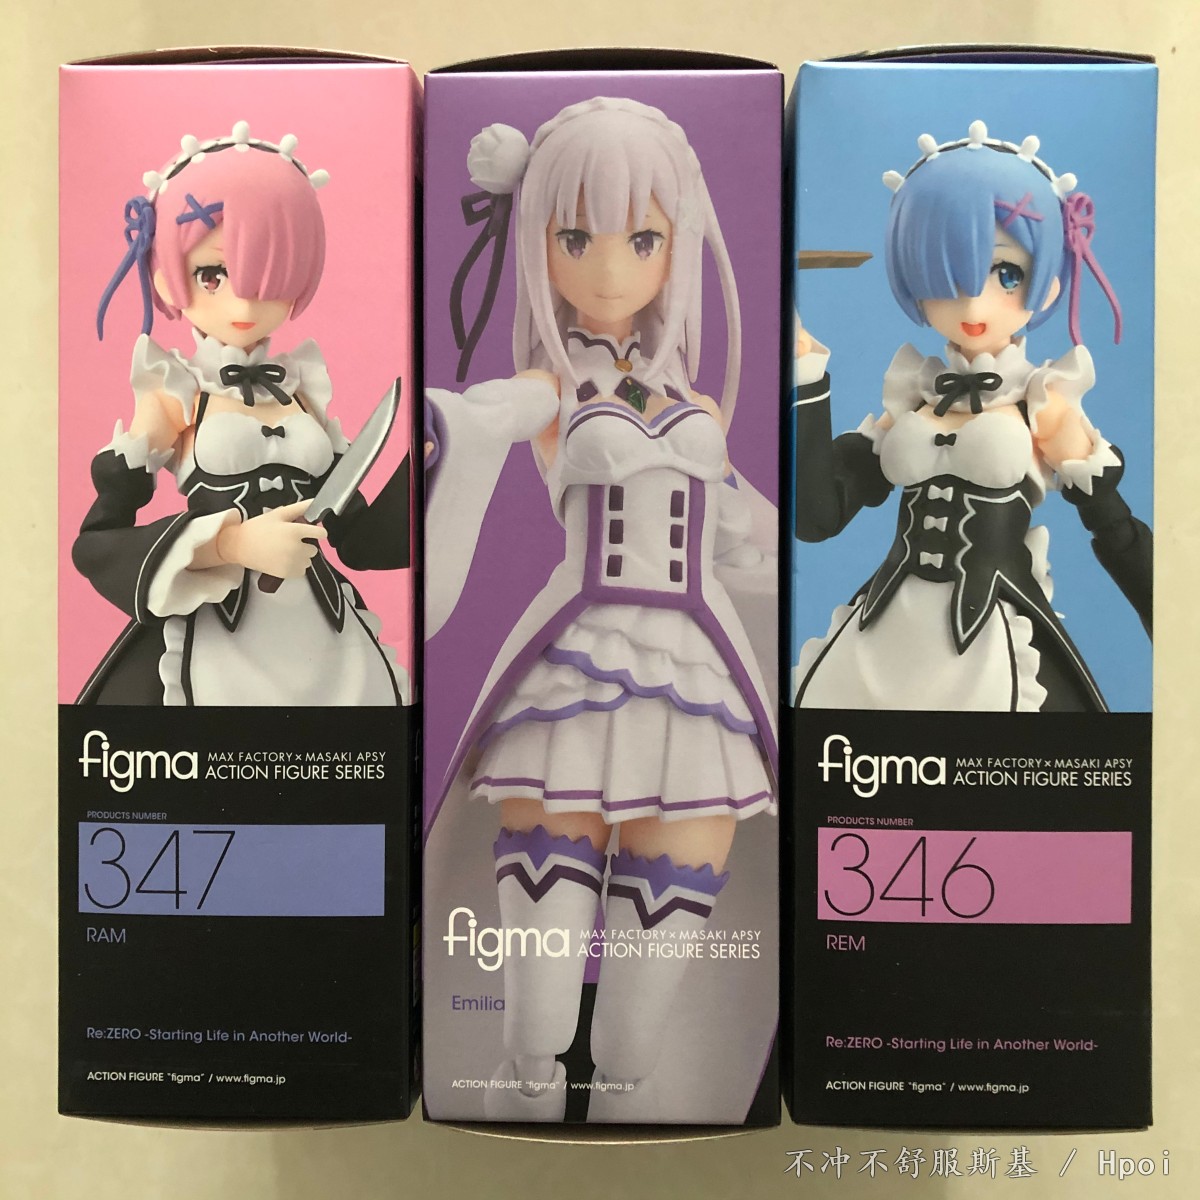 figma
MAX FACTORY×MASAKI APSY
ACTION FIGURE SERIES
PRODUCTS NUMBER
347
RAM
Re:ZERO -Starting Life in Another World-
ACTION FIGURE "figma" / www.figma.jp
figma
MAX FACTORY×MASAKI APSY
ACTION FIGURE SERIES
Emilia
ACTION FIGURE "figma" / www.figma.jp
figma
MAX FACTORY×MASAKI APSY
ACTION FIGURE SERIES
PRODUCTS NUMBER
346
REM
Re:ZERO -Starting Life in Another World-
ACTION FIGURE "figma" / www.figma.jp
不冲不舒服斯基 / Hpoi